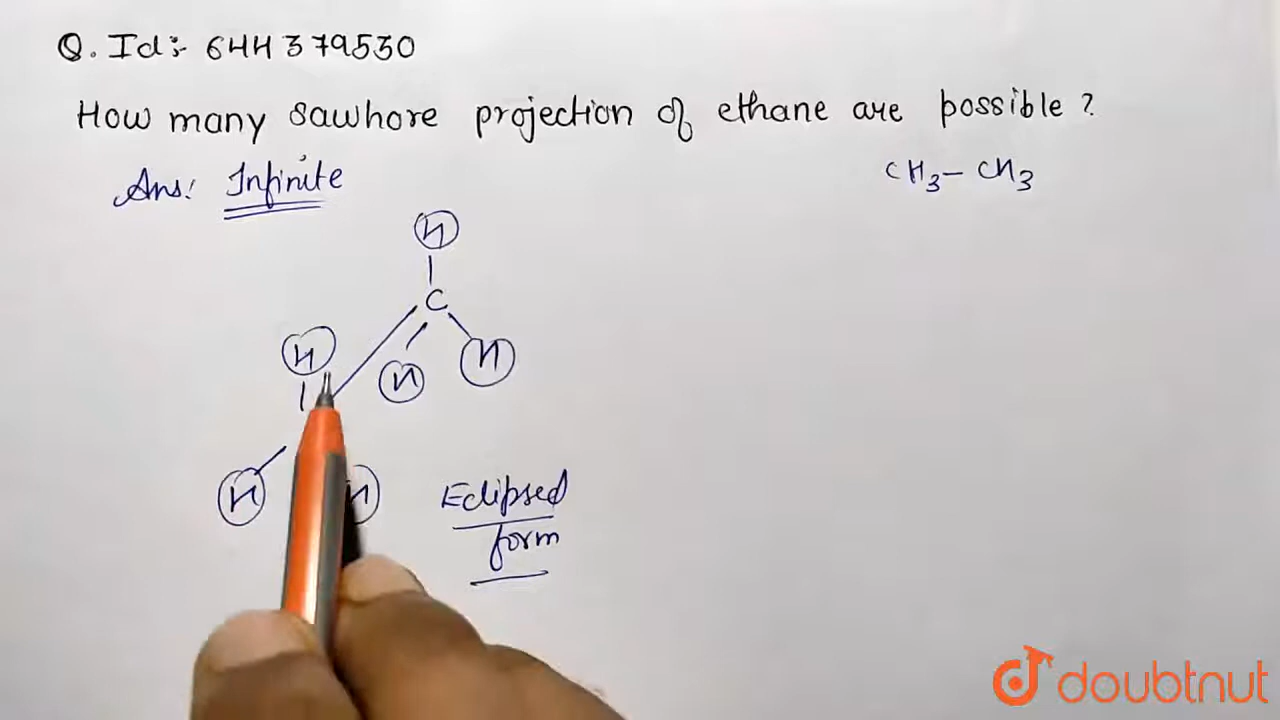 Q. Id:- 644379530
How many sawhore projection of ethane are possible?
Ans: Infinite
CH3- CH3
H
C
H
H
H
H
H
Eclipsed
form
doubtnut